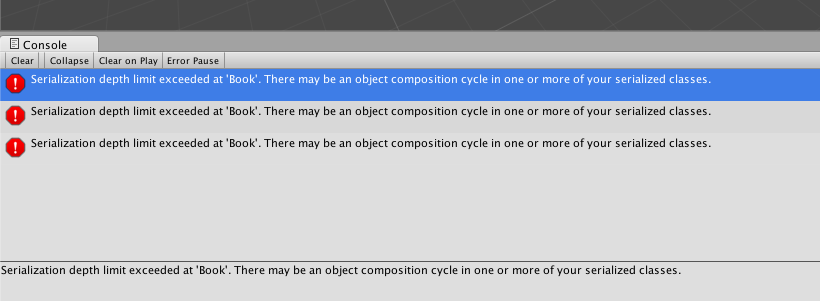 Console
Clear Collapse Clear on Play Error Pause
Serialization depth limit exceeded at 'Book'. There may be an object composition cycle in one or more of your serialized classes.
Serialization depth limit exceeded at 'Book'. There may be an object composition cycle in one or more of your serialized classes.
Serialization depth limit exceeded at 'Book'. There may be an object composition cycle in one or more of your serialized classes.
Serialization depth limit exceeded at 'Book'. There may be an object composition cycle in one or more of your serialized classes.